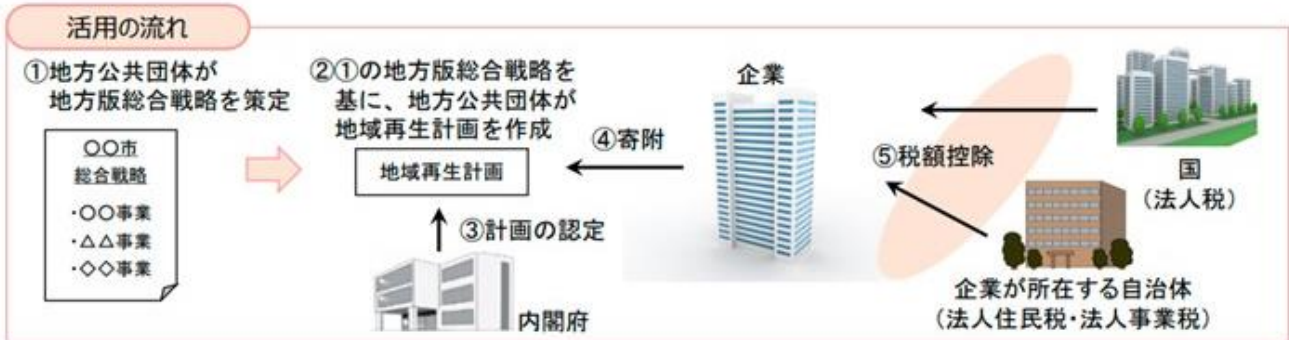 活用の流れ
①地方公共団体が
地方版総合戦略を策定
〇〇市
総合戦略
・〇〇事業
・△△事業
・◇◇事業
②①の地方版総合戦略を
基に、地方公共団体が
地域再生計画を作成
地域再生計画
③計画の認定
内閣府
④寄附
企業
⑤税額控除
国
（法人税）
企業が所在する自治体
（法人住民税・法人事業税）